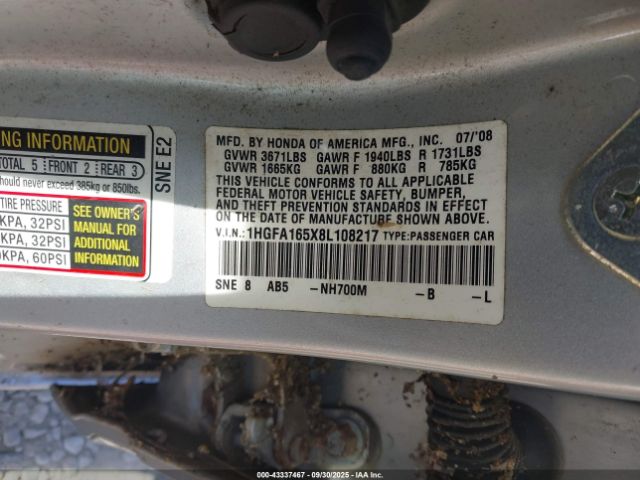 NG INFORMATION
TOTAL 5 FRONT 2 REAR 3
should never exceed 385kg or 850lbs.
TIRE PRESSURE
KPA, 32PSI
KPA, 32PSI
KPA, 60PSI
SEE OWNER'S
MANUAL FOR
ADDITIONAL
INFORMATION
SNE E2
MFD. BY HONDA OF AMERICA MFG., INC. 07/'08
GVWR 3671LBS GAWR F 1940LBS R 1731LBS
GVWR 1665KG GAWR F 880KG R 785KG
THIS VEHICLE CONFORMS TO ALL APPLICABLE
FEDERAL MOTOR VEHICLE SAFETY, BUMPER,
AND THEFT PREVENTION STANDARDS IN EFFECT
ON THE DATE OF MANUFACTURE SHOWN ABOVE.
V.I.N.:1HGFA165X8L108217 TYPE:PASSENGER CAR
SNE 8 AB5 -NH700M -B -L
000-43337467 09/30/2025 IAA, Inc.